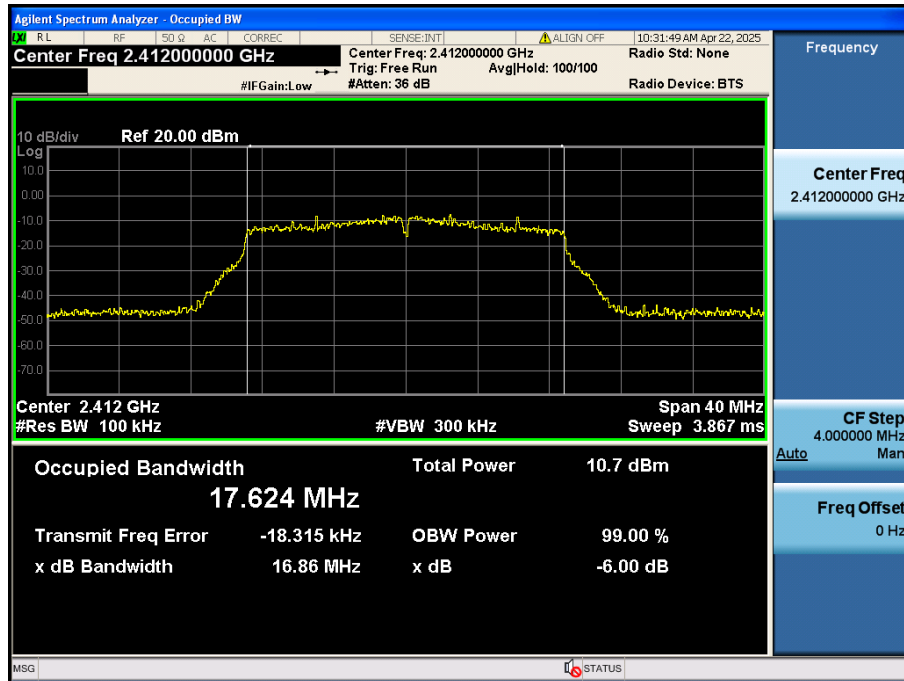 Agilent Spectrum Analyzer - Occupied BW
LXI RL RF 50 Ω AC CORREC SENSE:INT ALIGN OFF 10:31:49 AM Apr 22, 2025
Center Freq 2.412000000 GHz
Center Freq: 2.412000000 GHz
Radio Std: None
Trig: Free Run Avg|Hold: 100/100
#IFGain:Low
#Atten: 36 dB
Radio Device: BTS
Frequency
10 dB/div Ref 20.00 dBm
Log
10.0
0.00
-10.0
-20.0
-30.0
-40.0
-50.0
-60.0
-70.0
Center 2.412 GHz
Span 40 MHz
#Res BW 100 kHz
#VBW 300 kHz
Sweep 3.867 ms
Occupied Bandwidth
Total Power 10.7 dBm
17.624 MHz
Transmit Freq Error -18.315 kHz
OBW Power 99.00 %
x dB Bandwidth 16.86 MHz
x dB -6.00 dB
Center Freq
2.412000000 GHz
CF Step
4.000000 MHz
Auto Man
Freq Offset
0 Hz
MSG
STATUS